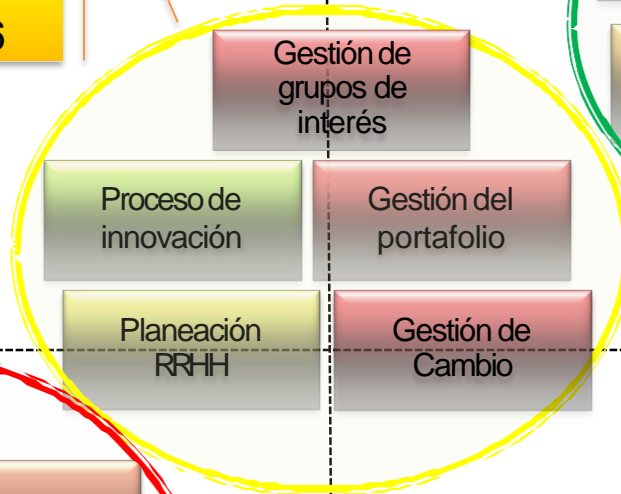 S
Gestión de
grupos de
interés
Proceso de
innovación
Gestión del
portafolio
Planeación
RRHH
Gestión de
Cambio